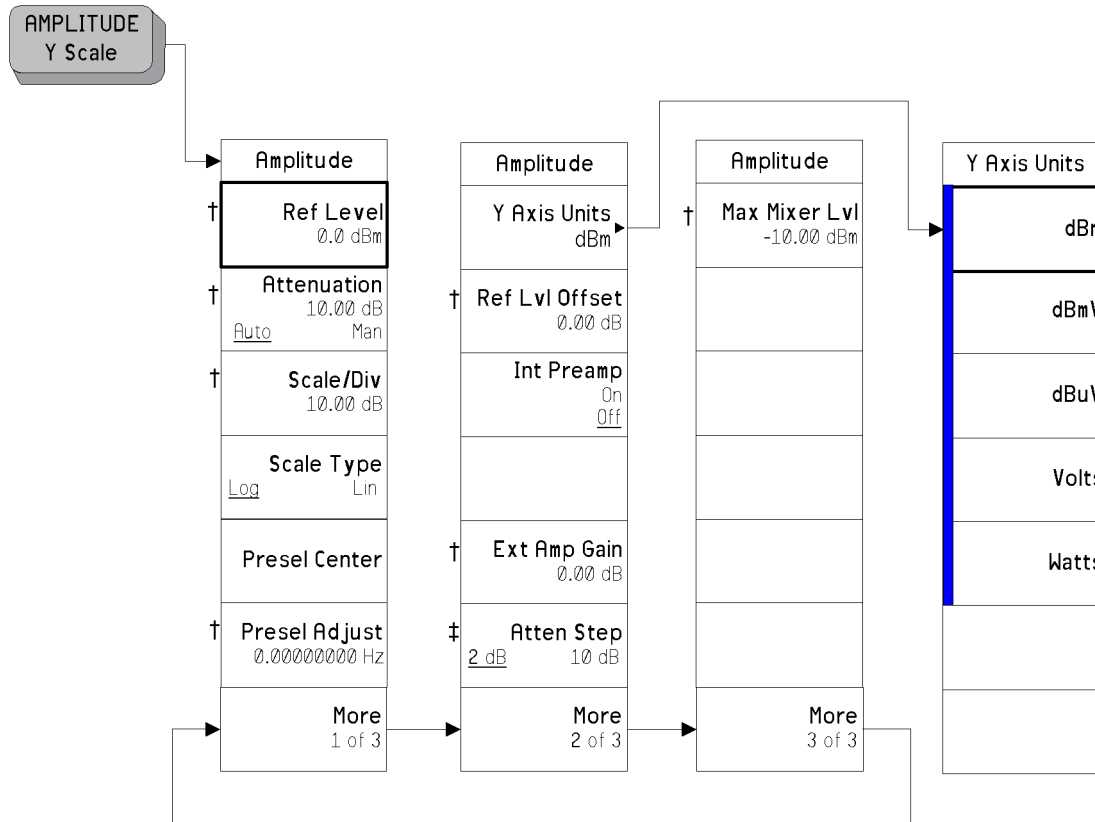 AMPLITUDE
Y Scale
Amplitude
† Ref Level
0.0 dBm
† Attenuation
10.00 dB
Auto Man
† Scale/Div
10.00 dB
Scale Type
Log Lin
Presel Center
† Presel Adjust
0.00000000 Hz
More
1 of 3
Amplitude
Y Axis Units
dBm
† Ref Lvl Offset
0.00 dB
Int Preamp
On
Off
† Ext Amp Gain
0.00 dB
‡ Atten Step
2 dB 10 dB
More
2 of 3
Amplitude
† Max Mixer Lvl
-10.00 dBm
More
3 of 3
Y Axis Units
Volts
Watts